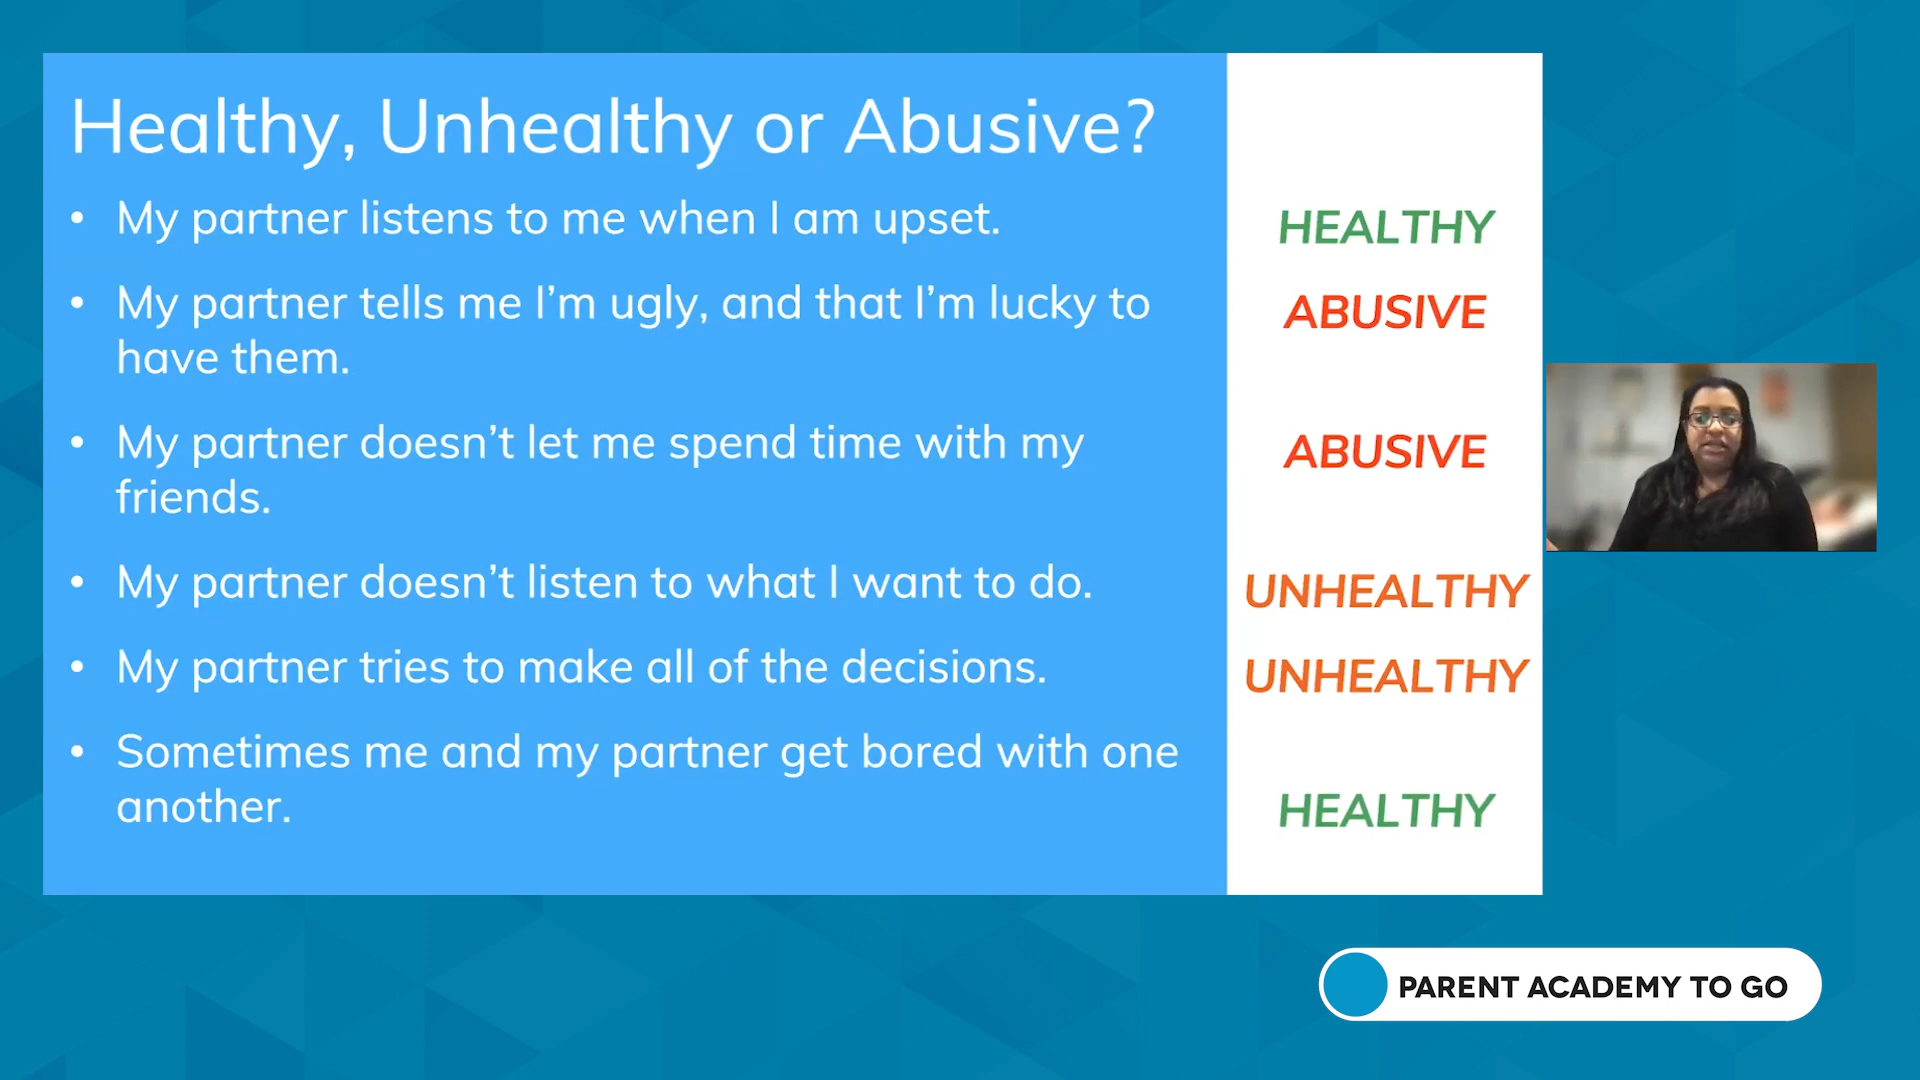 Healthy, Unhealthy or Abusive?
• My partner listens to me when I am upset.
HEALTHY
• My partner tells me I’m ugly, and that I’m lucky to
have them.
ABUSIVE
• My partner doesn’t let me spend time with my
friends.
ABUSIVE
• My partner doesn’t listen to what I want to do.
UNHEALTHY
• My partner tries to make all of the decisions.
UNHEALTHY
• Sometimes me and my partner get bored with one
another.
HEALTHY
PARENT ACADEMY TO GO